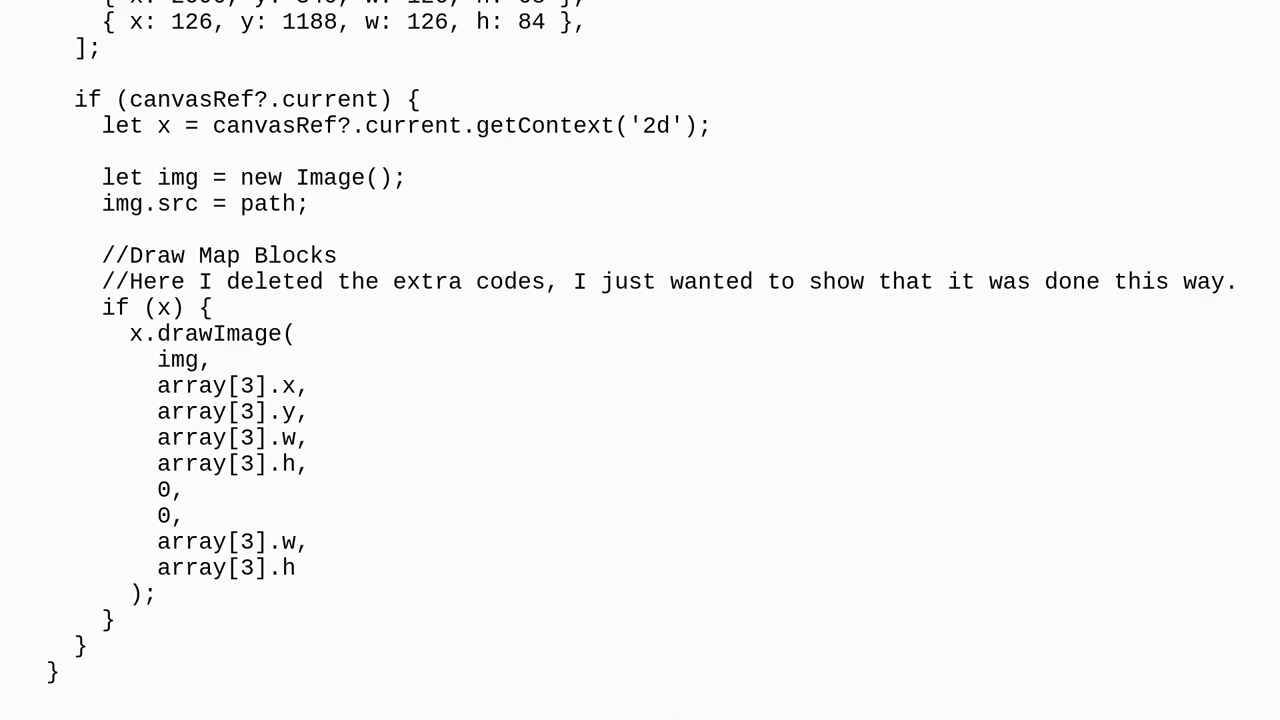 { x: 126, y: 1188, w: 126, h: 84 },
];
if (canvasRef?.current) {
let x = canvasRef?.current.getContext('2d');
let img = new Image();
img.src = path;
//Draw Map Blocks
//Here I deleted the extra codes, I just wanted to show that it was done this way.
if (x) {
x.drawImage(
img,
array[3].x,
array[3].y,
array[3].w,
array[3].h,
0,
0,
array[3].w,
array[3].h
);
}
}
}